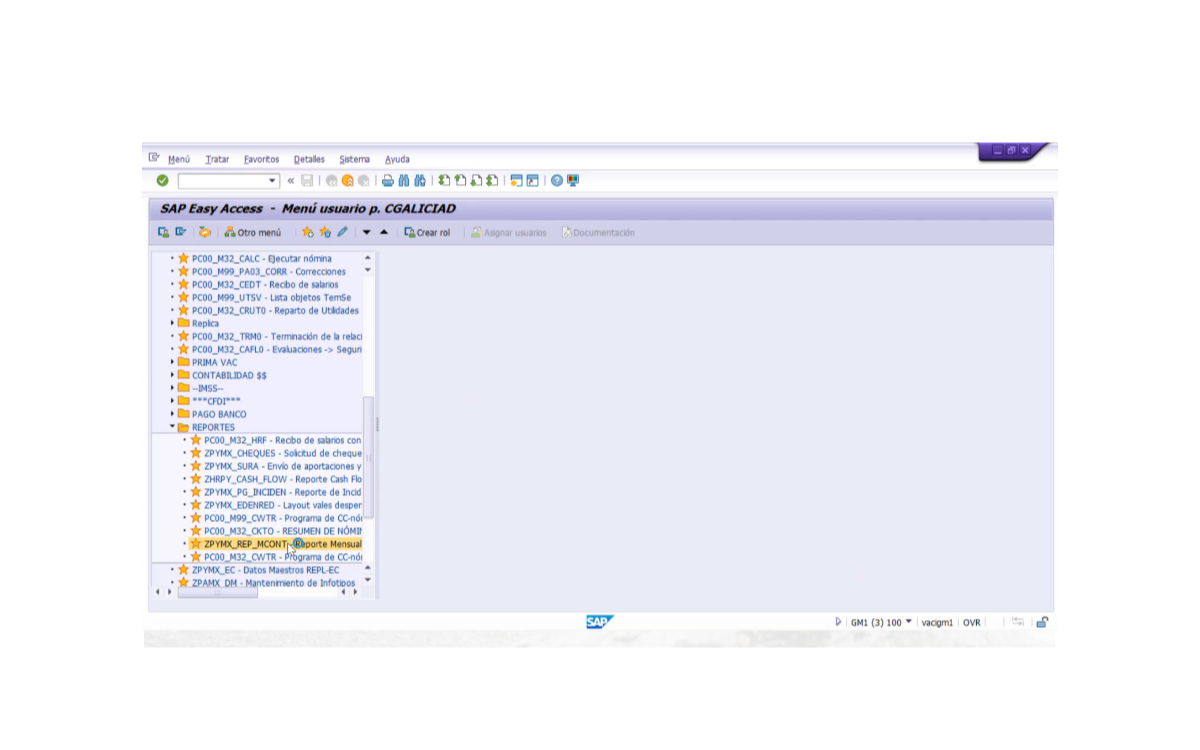 Menú Tratar Favoritos Detalles Sistema Ayuda
SAP Easy Access - Menú usuario p. CGALICIAD
Otro menú Crear rol Asignar usuarios Documentación
PC00_M32_CALC - Ejecutar nómina
PC00_M99_PA03_CORR - Correcciones
PC00_M32_CEDT - Recibo de salarios
PC00_M99_UTSV - Lista objetos TemSe
PC00_M32_CRUT0 - Reparto de Utilidades
Replica
PC00_M32_TRM0 - Terminación de la relaci
PC00_M32_CAFL0 - Evaluaciones -> Seguri
PRIMA VAC
CONTABILIDAD $$
--IMSS--
***CFDI***
PAGO BANCO
REPORTES
PC00_M32_HRF - Recibo de salarios con
ZPYMX_CHEQUES - Solicitud de cheque
ZPYMX_SURA - Envío de aportaciones y
ZHRPY_CASH_FLOW - Reporte Cash Flo
ZPYMX_PG_INCIDEN - Reporte de Incid
ZPYMX_EDENRED - Layout vales despen
PC00_M99_CWTR - Programa de CC-nó
PC00_M32_CKTO - RESUMEN DE NÓMI
ZPYMX_REP_MCONT - Reporte Mensual
PC00_M32_CWTR - Programa de CC-nó
ZPYMX_EC - Datos Maestros REPL-EC
ZPAMX_DM - Mantenimiento de Infotipos
SAP GM1 (3) 100 vacigm1 OVR